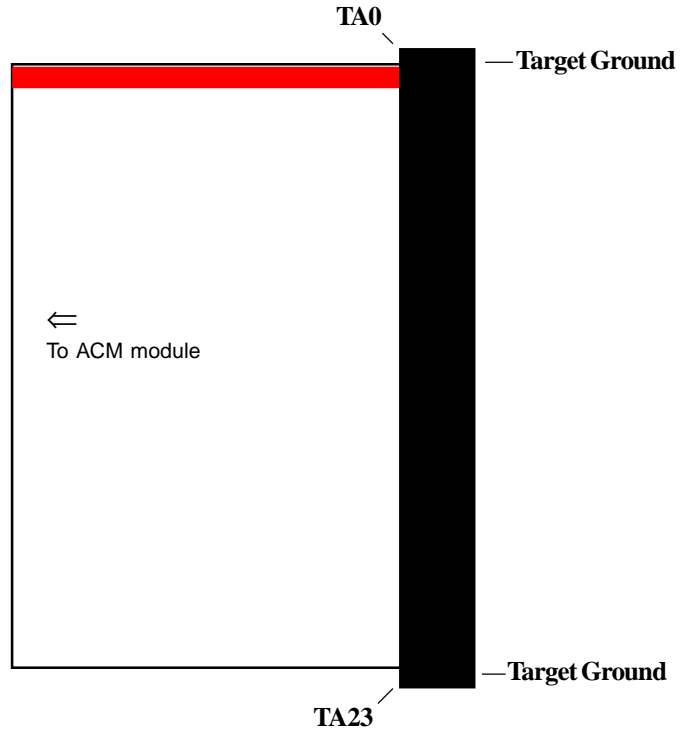 TA0
Target Ground
⇐
To ACM module
Target Ground
TA23